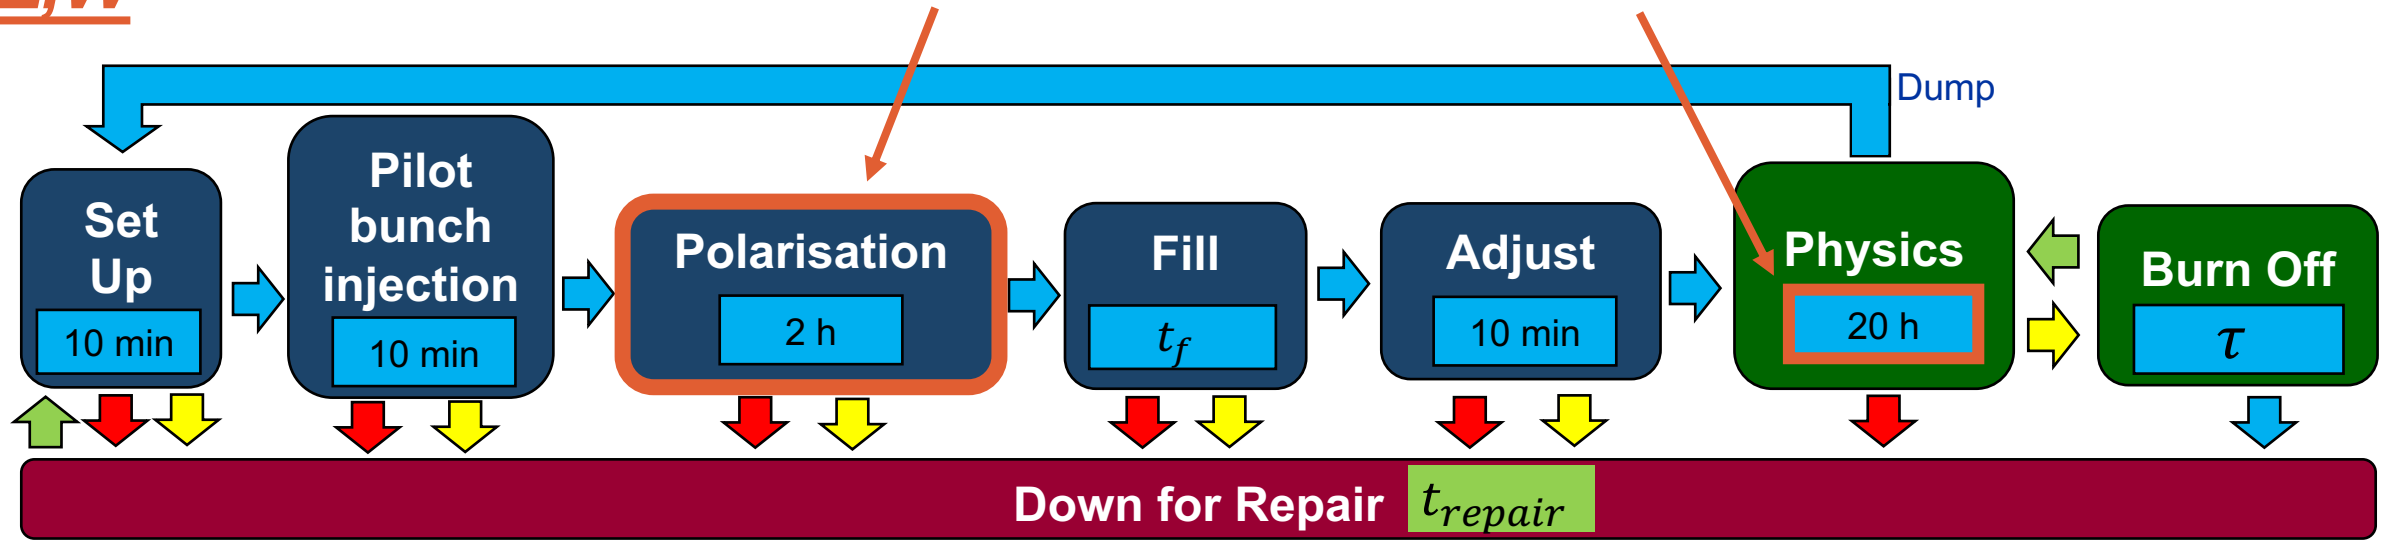 Dump
Set
Up
10 min
Pilot
bunch
injection
10 min
Polarisation
2 h
Fill
t_f
Adjust
10 min
Physics
20 h
Burn Off
τ
Down for Repair t_repair